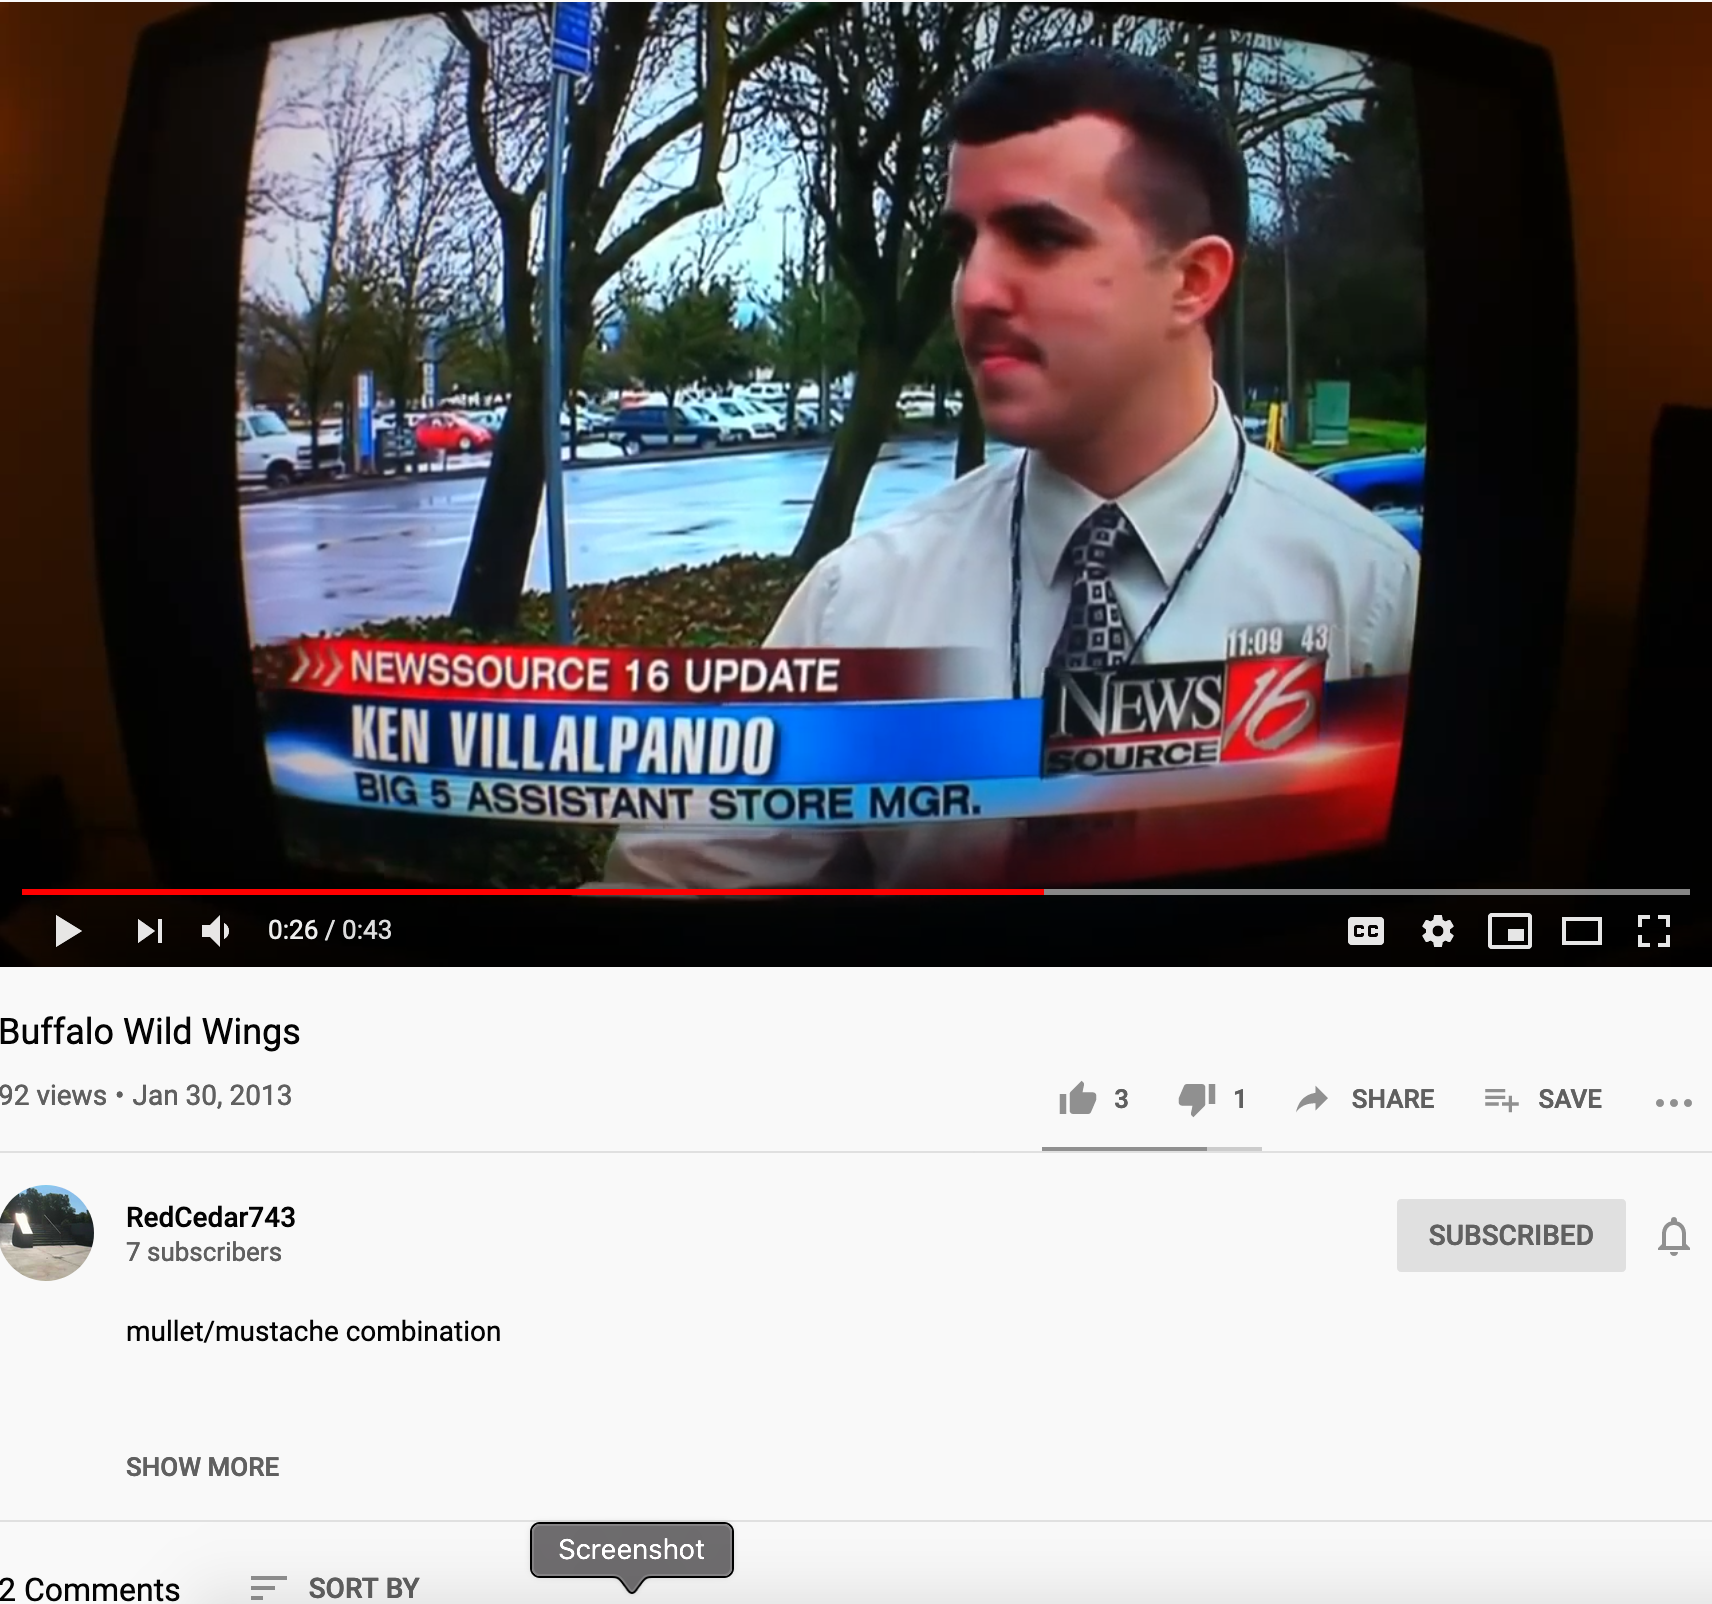 11:09 43
NEWSSOURCE 16 UPDATE
KEN VILLALPANDO
BIG 5 ASSISTANT STORE MGR.
NEWS 16
SOURCE
0:26 / 0:43
CC
Buffalo Wild Wings
92 views • Jan 30, 2013
3 1 SHARE SAVE
RedCedar743
7 subscribers
SUBSCRIBED
mullet/mustache combination
SHOW MORE
Screenshot
2 Comments SORT BY